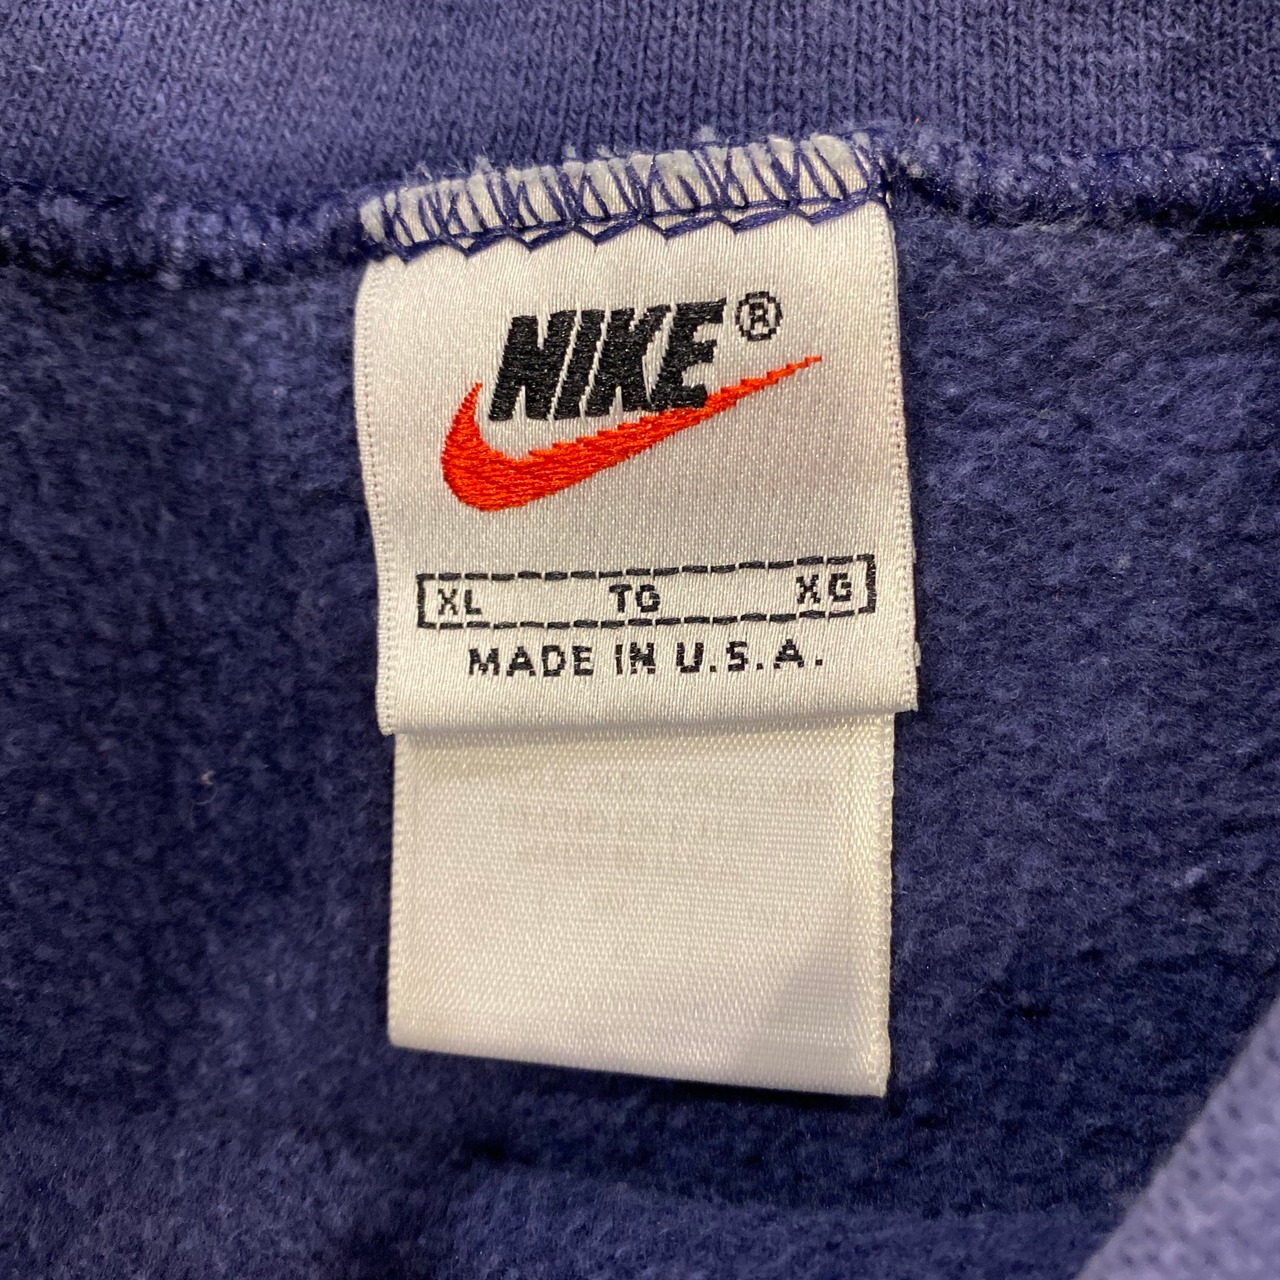 NIKE®
XL TG XG
MADE IN U.S.A.